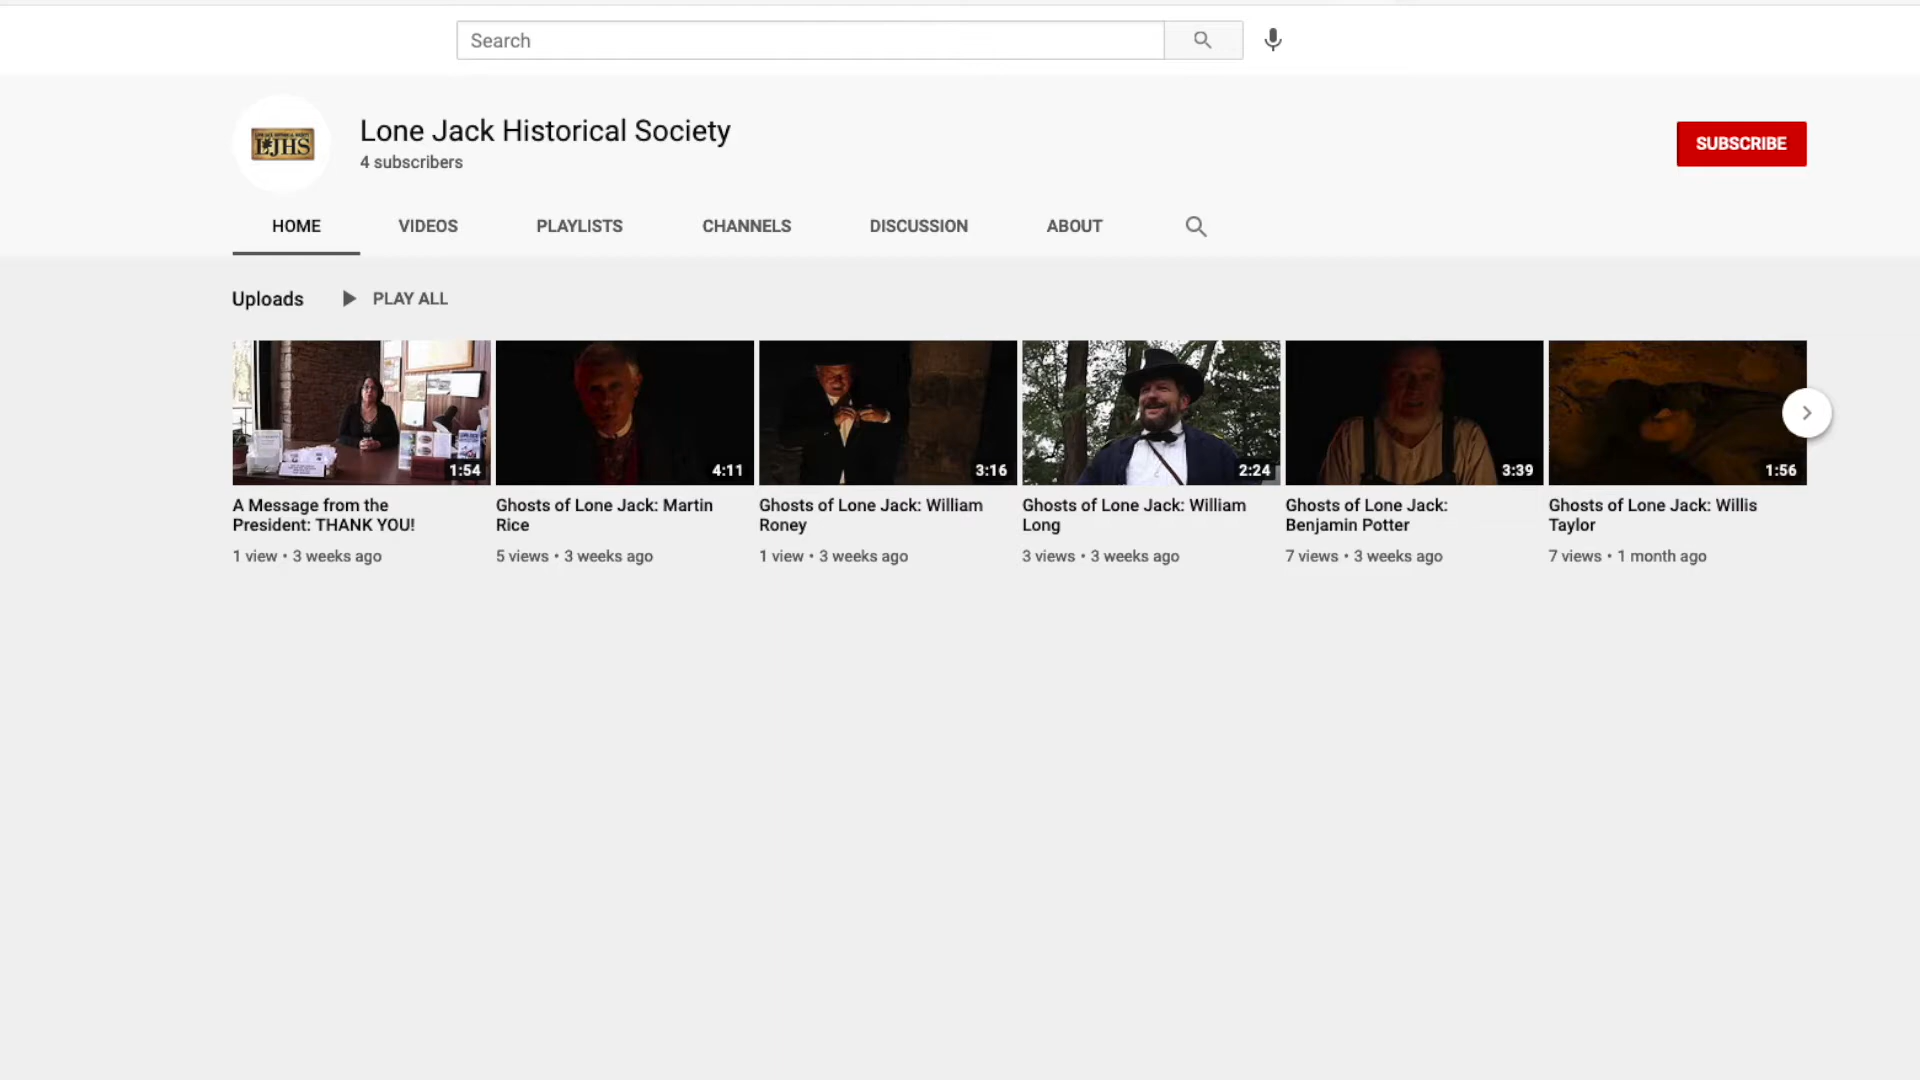 Search
LJHS
Lone Jack Historical Society
4 subscribers
SUBSCRIBE
HOME
VIDEOS
PLAYLISTS
CHANNELS
DISCUSSION
ABOUT
Uploads
PLAY ALL
1:54
4:11
3:16
2:24
3:39
1:56
A Message from the
President: THANK YOU!
1 view • 3 weeks ago
Ghosts of Lone Jack: Martin
Rice
5 views • 3 weeks ago
Ghosts of Lone Jack: William
Roney
1 view • 3 weeks ago
Ghosts of Lone Jack: William
Long
3 views • 3 weeks ago
Ghosts of Lone Jack:
Benjamin Potter
7 views • 3 weeks ago
Ghosts of Lone Jack: Willis
Taylor
7 views • 1 month ago